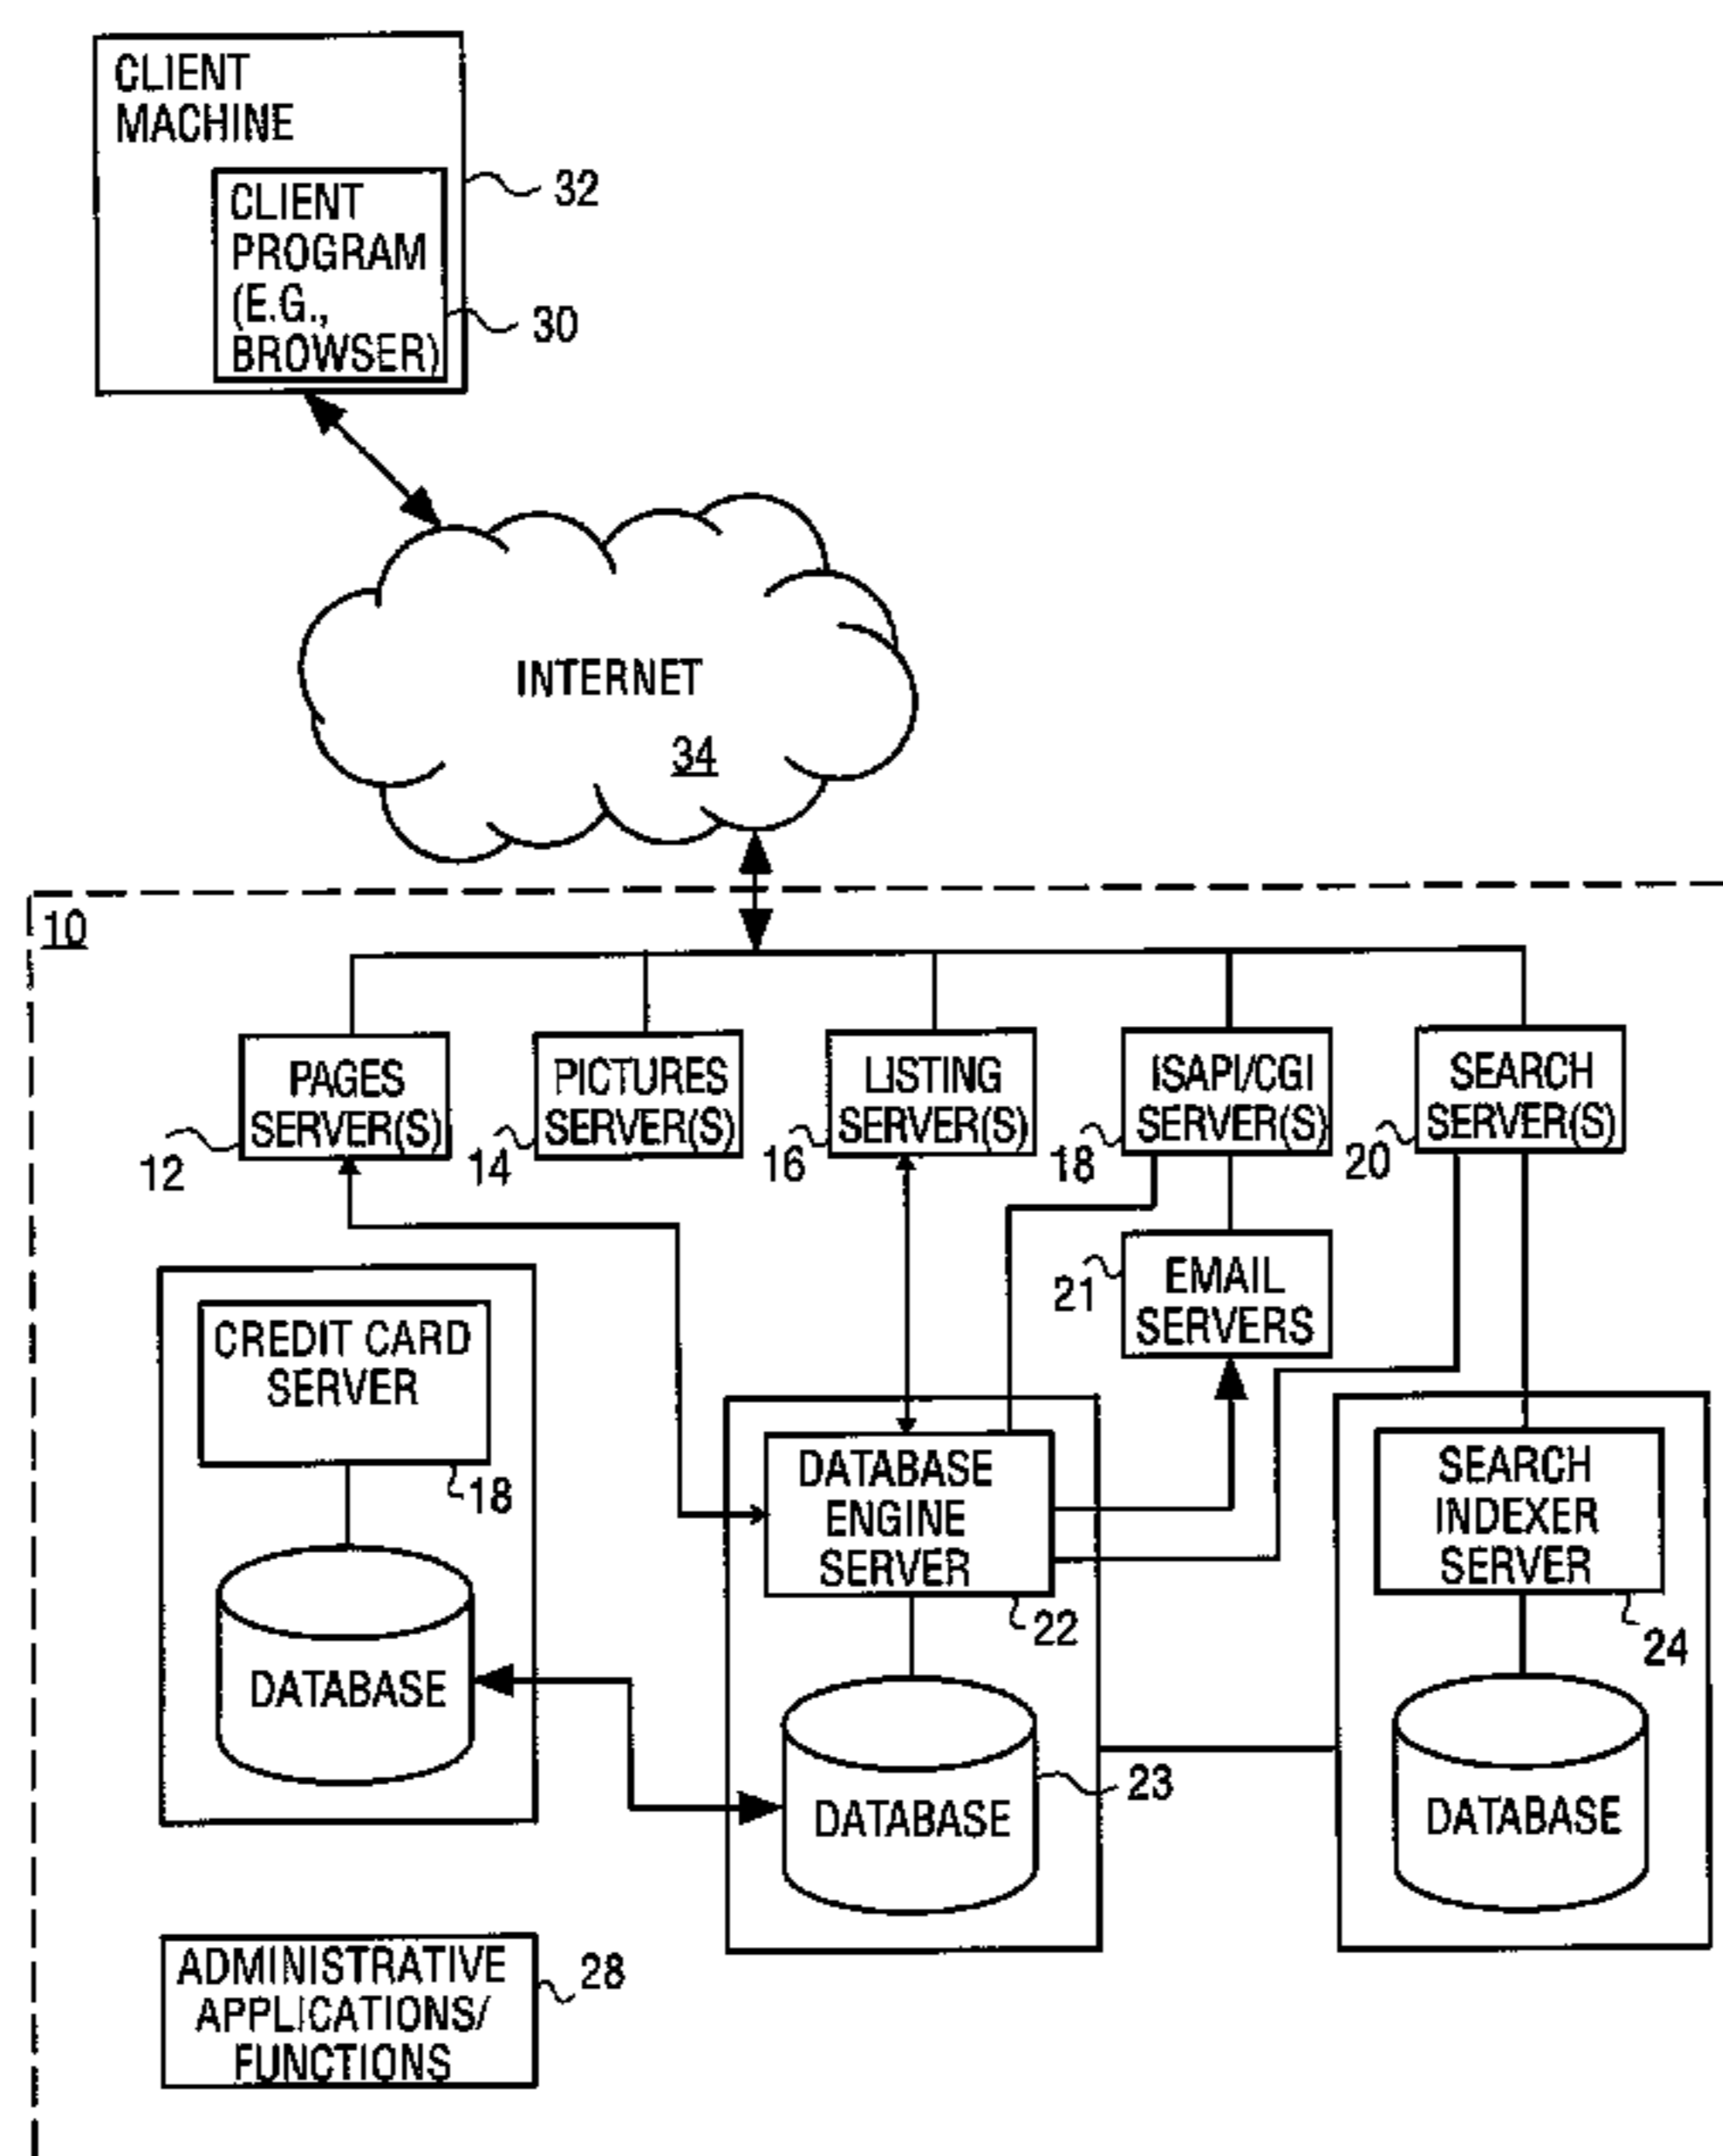 CLIENT
MACHINE
32
CLIENT
PROGRAM
(E.G.,
BROWSER)
30
INTERNET
34
10
PAGES
SERVER(S)
12
PICTURES
SERVER(S)
14
LISTING
SERVER(S)
16
ISAPI/CGI
SERVER(S)
18
SEARCH
SERVER(S)
20
EMAIL
SERVERS
21
CREDIT CARD
SERVER
18
DATABASE
DATABASE
ENGINE
SERVER
22
DATABASE
23
SEARCH
INDEXER
SERVER
24
DATABASE
ADMINISTRATIVE
APPLICATIONS/
FUNCTIONS
28